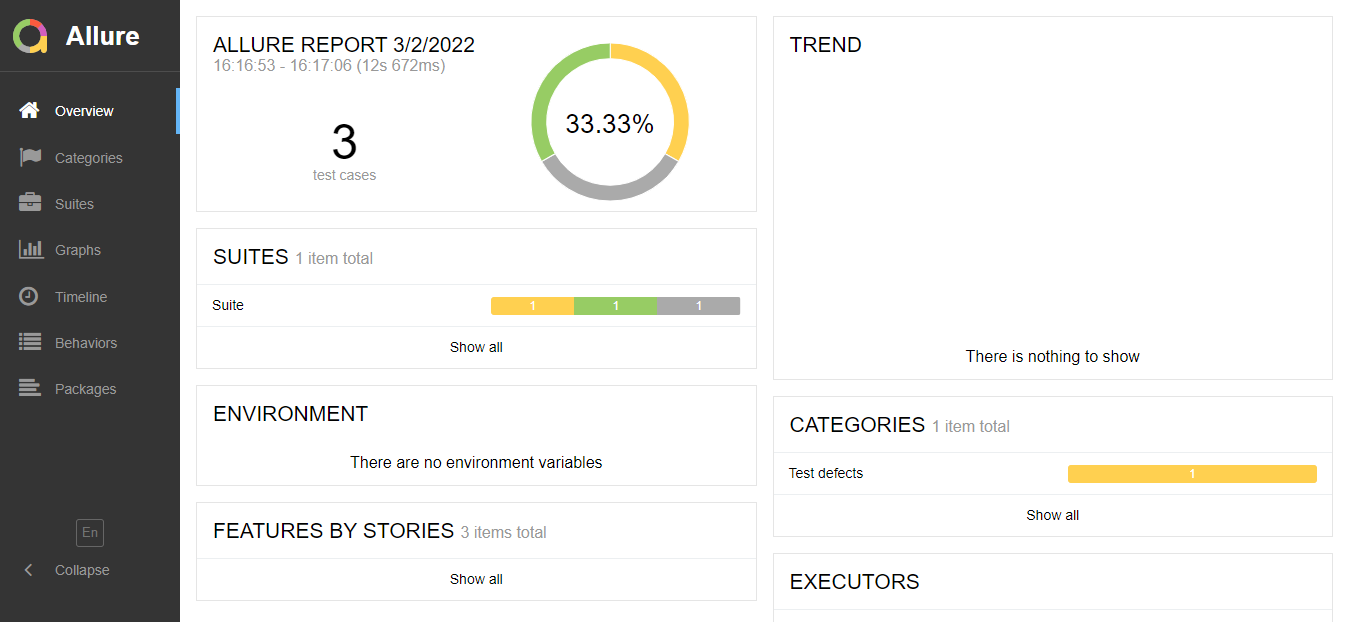 Allure
Overview
Categories
Suites
Graphs
Timeline
Behaviors
Packages
En
Collapse
ALLURE REPORT 3/2/2022
16:16:53 - 16:17:06 (12s 672ms)
3
test cases
33.33%
SUITES 1 item total
Suite 1 1 1
Show all
ENVIRONMENT
There are no environment variables
FEATURES BY STORIES 3 items total
Show all
TREND
There is nothing to show
CATEGORIES 1 item total
Test defects 1
Show all
EXECUTORS